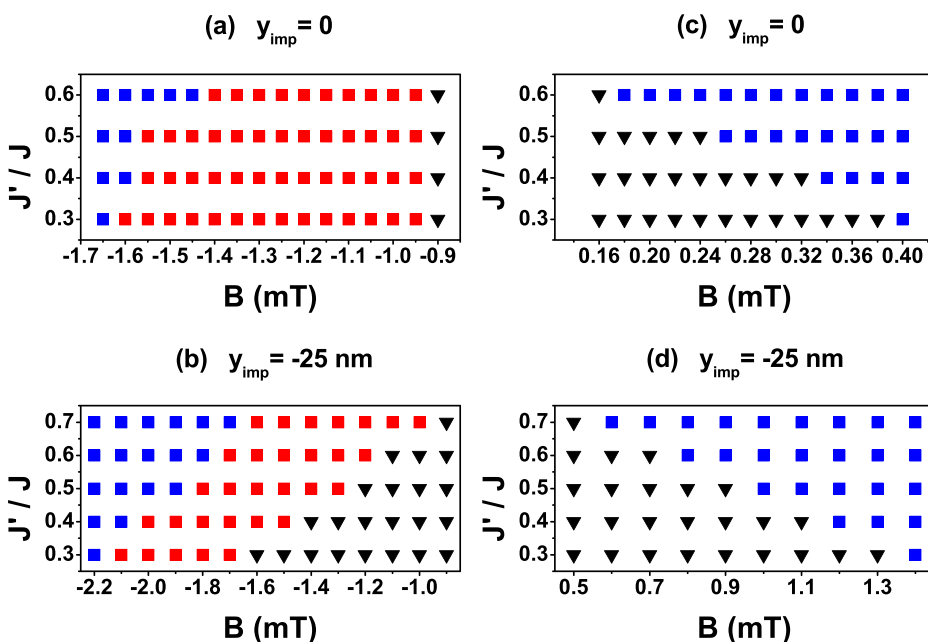 (a) y_imp = 0
0.6
0.5
0.4
0.3
J' / J
-1.7 -1.6 -1.5 -1.4 -1.3 -1.2 -1.1 -1.0 -0.9
B (mT)
(c) y_imp = 0
0.6
0.5
0.4
0.3
J' / J
0.16 0.20 0.24 0.28 0.32 0.36 0.40
B (mT)
(b) y_imp = -25 nm
0.7
0.6
0.5
0.4
0.3
J' / J
-2.2 -2.0 -1.8 -1.6 -1.4 -1.2 -1.0
B (mT)
(d) y_imp = -25 nm
0.7
0.6
0.5
0.4
0.3
J' / J
0.5 0.7 0.9 1.1 1.3
B (mT)